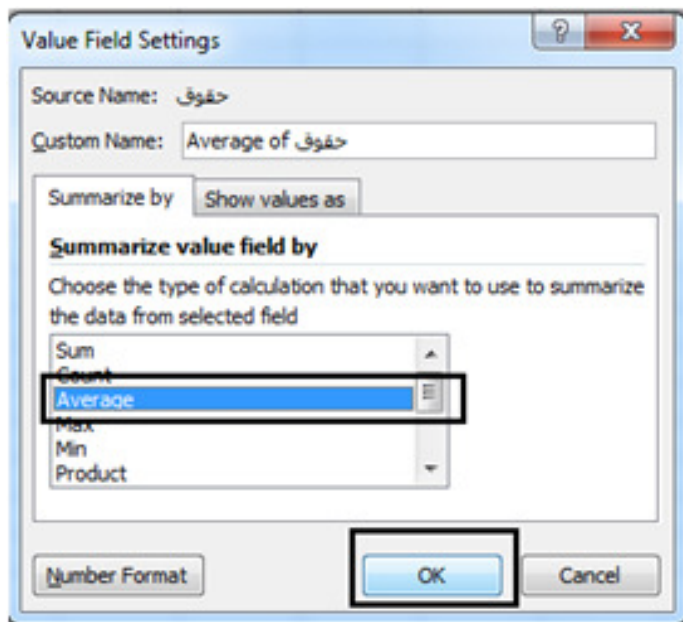 Value Field Settings
Source Name: حقوق
Custom Name: Average of حقوق
Summarize by Show values as
Summarize value field by
Choose the type of calculation that you want to use to summarize
the data from selected field
Sum
Count
Average
Max
Min
Product
Number Format OK Cancel